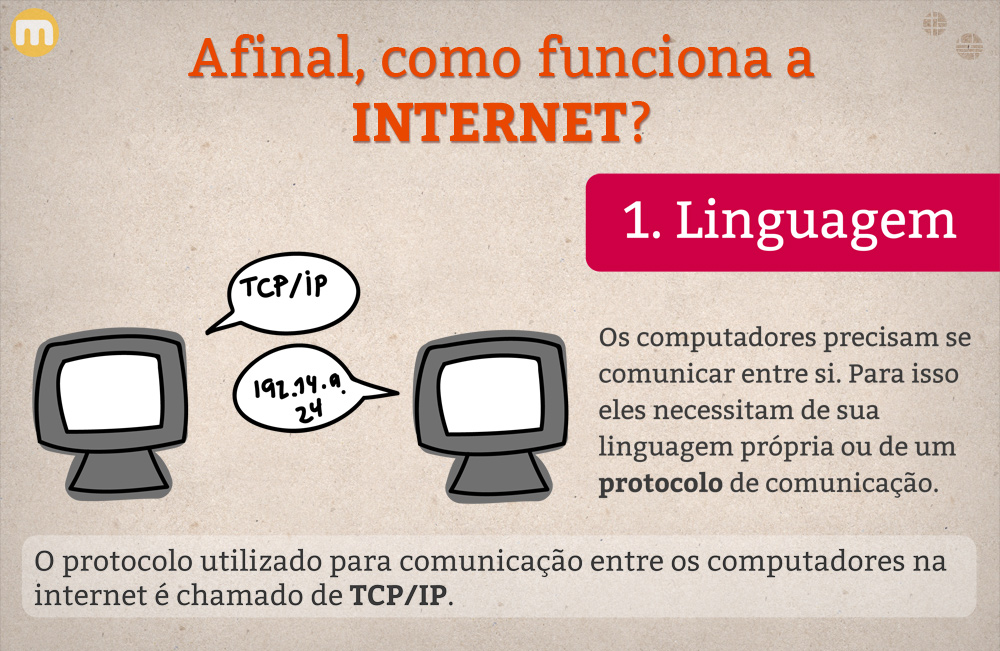 m
Afinal, como funciona a
INTERNET?
1. Linguagem
TCP/iP
192.14.9.
24
Os computadores precisam se
comunicar entre si. Para isso
eles necessitam de sua
linguagem própria ou de um
protocolo de comunicação.
O protocolo utilizado para comunicação entre os computadores na
internet é chamado de TCP/IP.